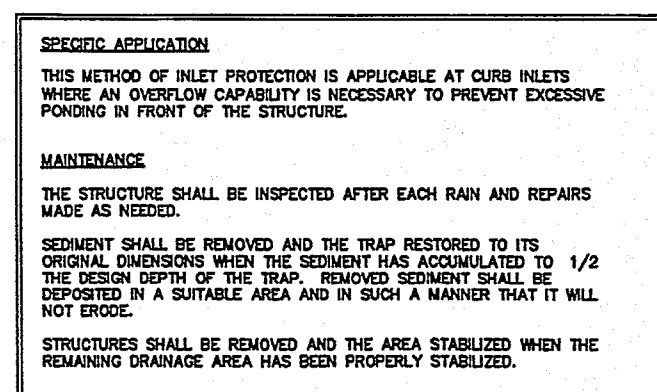 SPECIFIC APPLICATION
THIS METHOD OF INLET PROTECTION IS APPLICABLE AT CURB INLETS
WHERE AN OVERFLOW CAPABILITY IS NECESSARY TO PREVENT EXCESSIVE
PONDING IN FRONT OF THE STRUCTURE.
MAINTENANCE
THE STRUCTURE SHALL BE INSPECTED AFTER EACH RAIN AND REPAIRS
MADE AS NEEDED.
SEDIMENT SHALL BE REMOVED AND THE TRAP RESTORED TO ITS
ORIGINAL DIMENSIONS WHEN THE SEDIMENT HAS ACCUMULATED TO 1/2
THE DESIGN DEPTH OF THE TRAP. REMOVED SEDIMENT SHALL BE
DEPOSITED IN A SUITABLE AREA AND IN SUCH A MANNER THAT IT WILL
NOT ERODE.
STRUCTURES SHALL BE REMOVED AND THE AREA STABILIZED WHEN THE
REMAINING DRAINAGE AREA HAS BEEN PROPERLY STABILIZED.